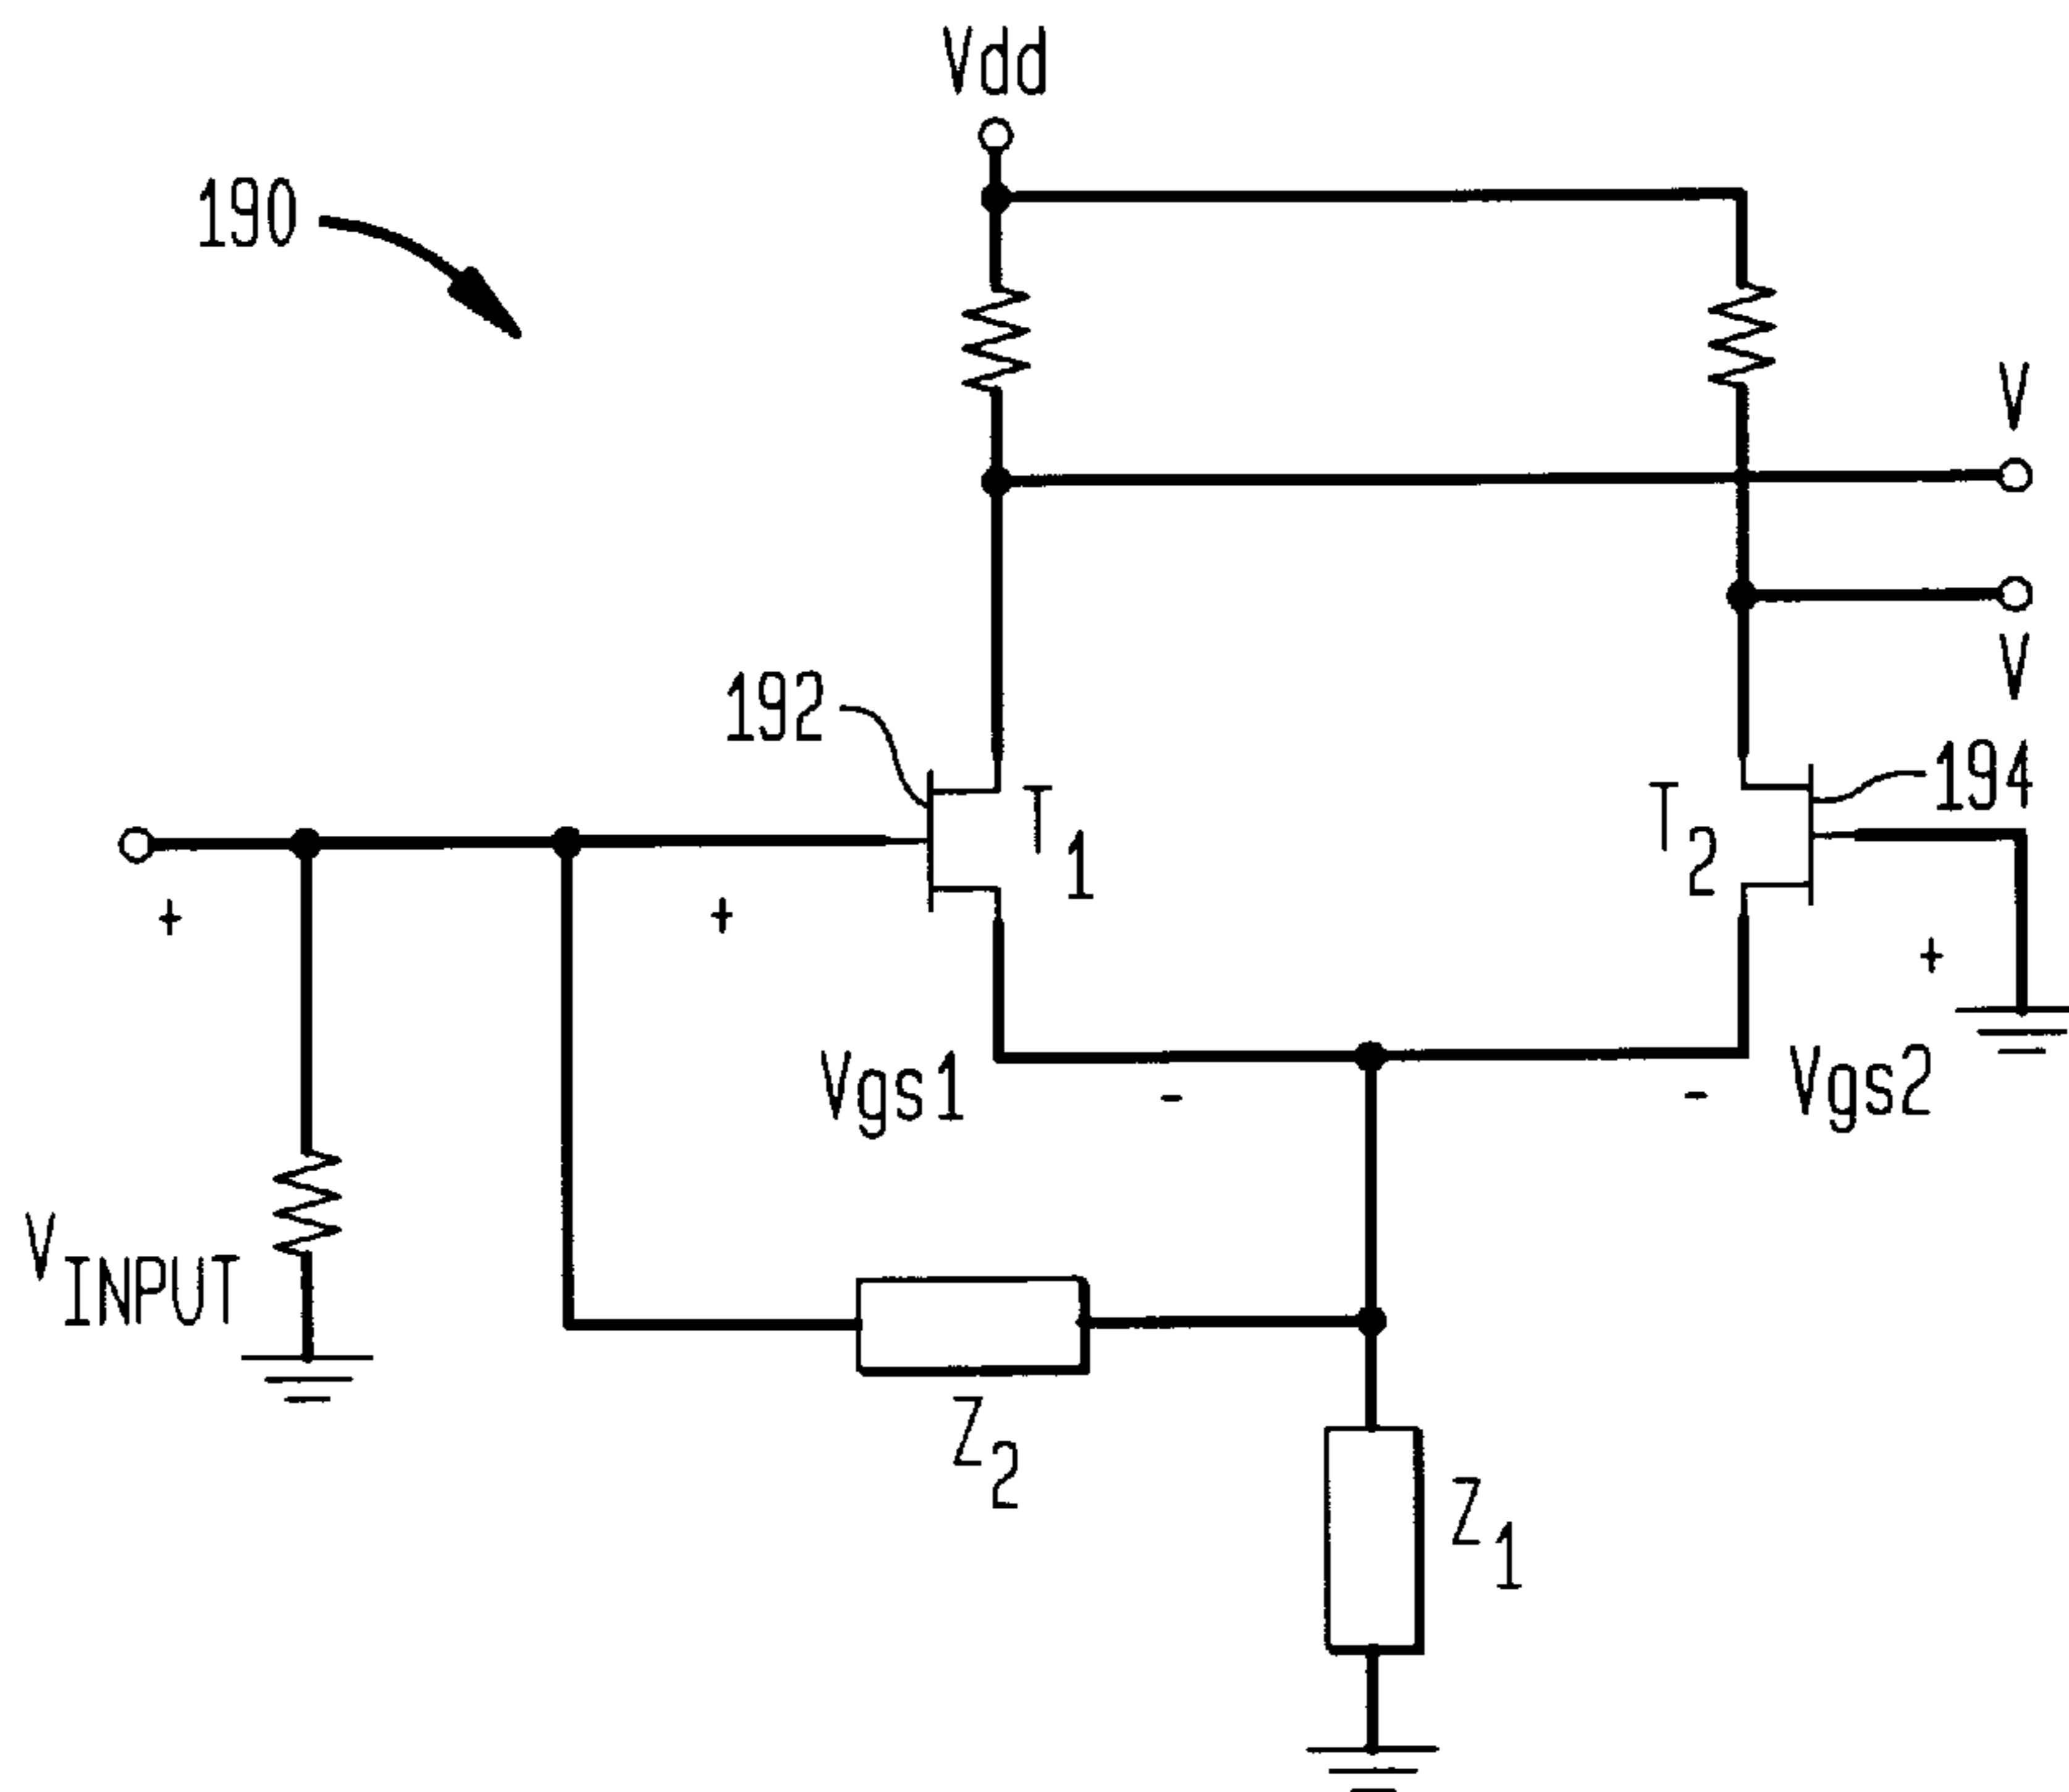 Vdd
190
V
V
192
194
T1
T2
+
+
+
Vgs1
-
-
Vgs2
VINPUT
Z2
Z1